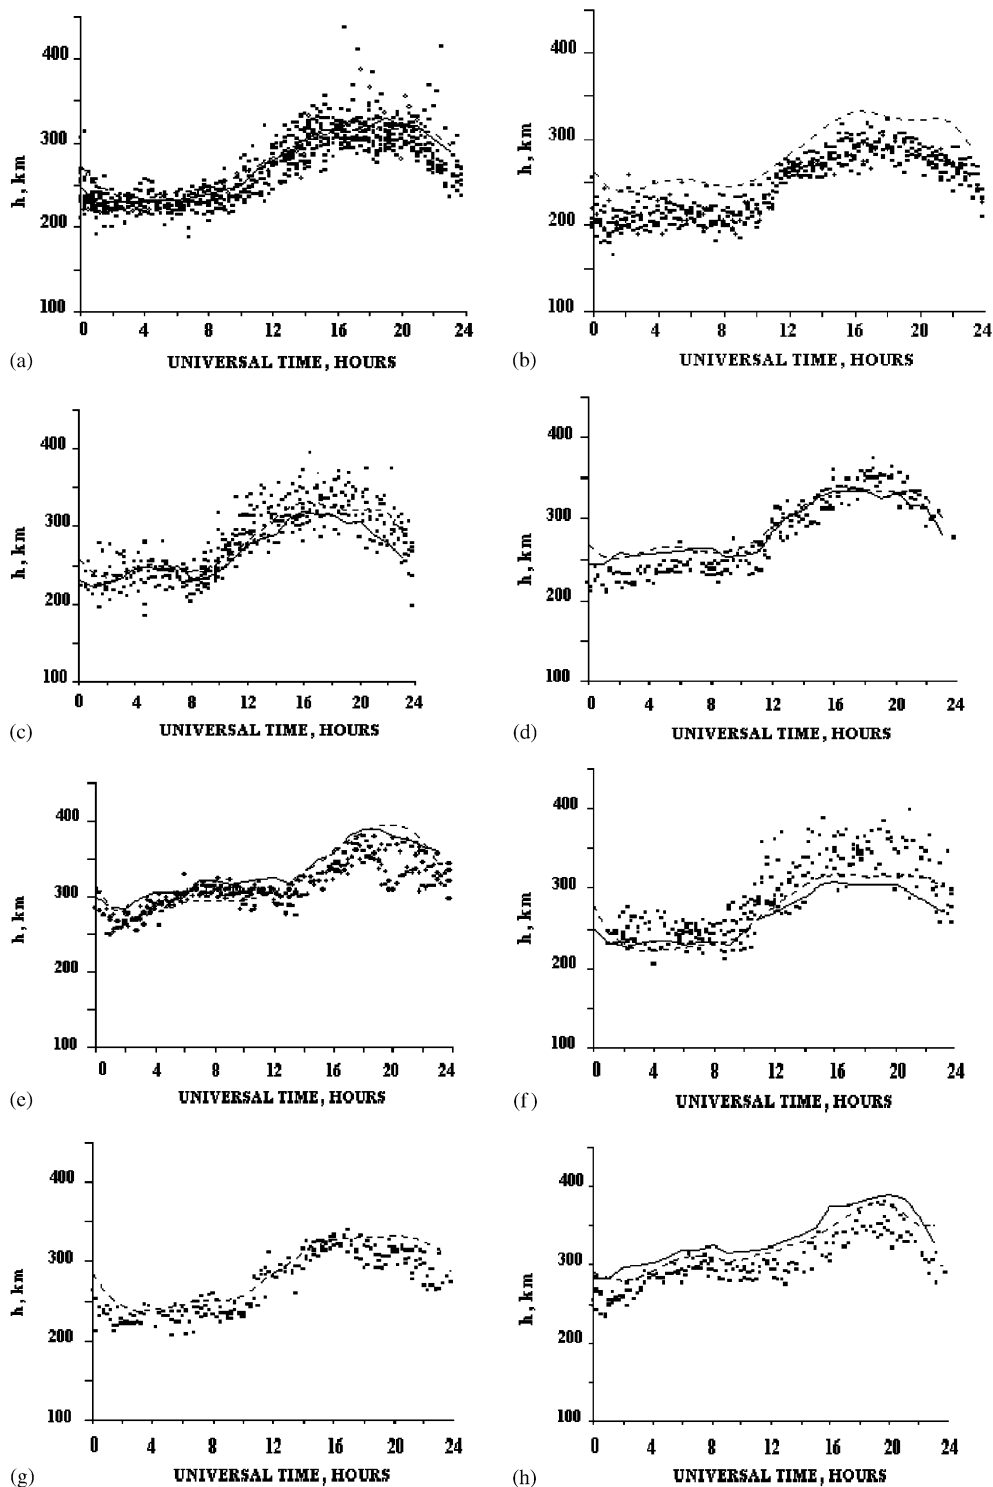 400
300
200
100
h, km
0 4 8 12 16 20 24
(a) UNIVERSAL TIME, HOURS
400
300
200
100
h, km
0 4 8 12 16 20 24
(b) UNIVERSAL TIME, HOURS
400
300
200
100
h, km
0 4 8 12 16 20 24
(c) UNIVERSAL TIME, HOURS
400
300
200
100
h, km
0 4 8 12 16 20 24
(d) UNIVERSAL TIME, HOURS
400
300
200
100
h, km
0 4 8 12 16 20 24
(e) UNIVERSAL TIME, HOURS
400
300
200
100
h, km
0 4 8 12 16 20 24
(f) UNIVERSAL TIME, HOURS
400
300
200
100
h, km
0 4 8 12 16 20 24
(g) UNIVERSAL TIME, HOURS
400
300
200
100
h, km
0 4 8 12 16 20 24
(h) UNIVERSAL TIME, HOURS